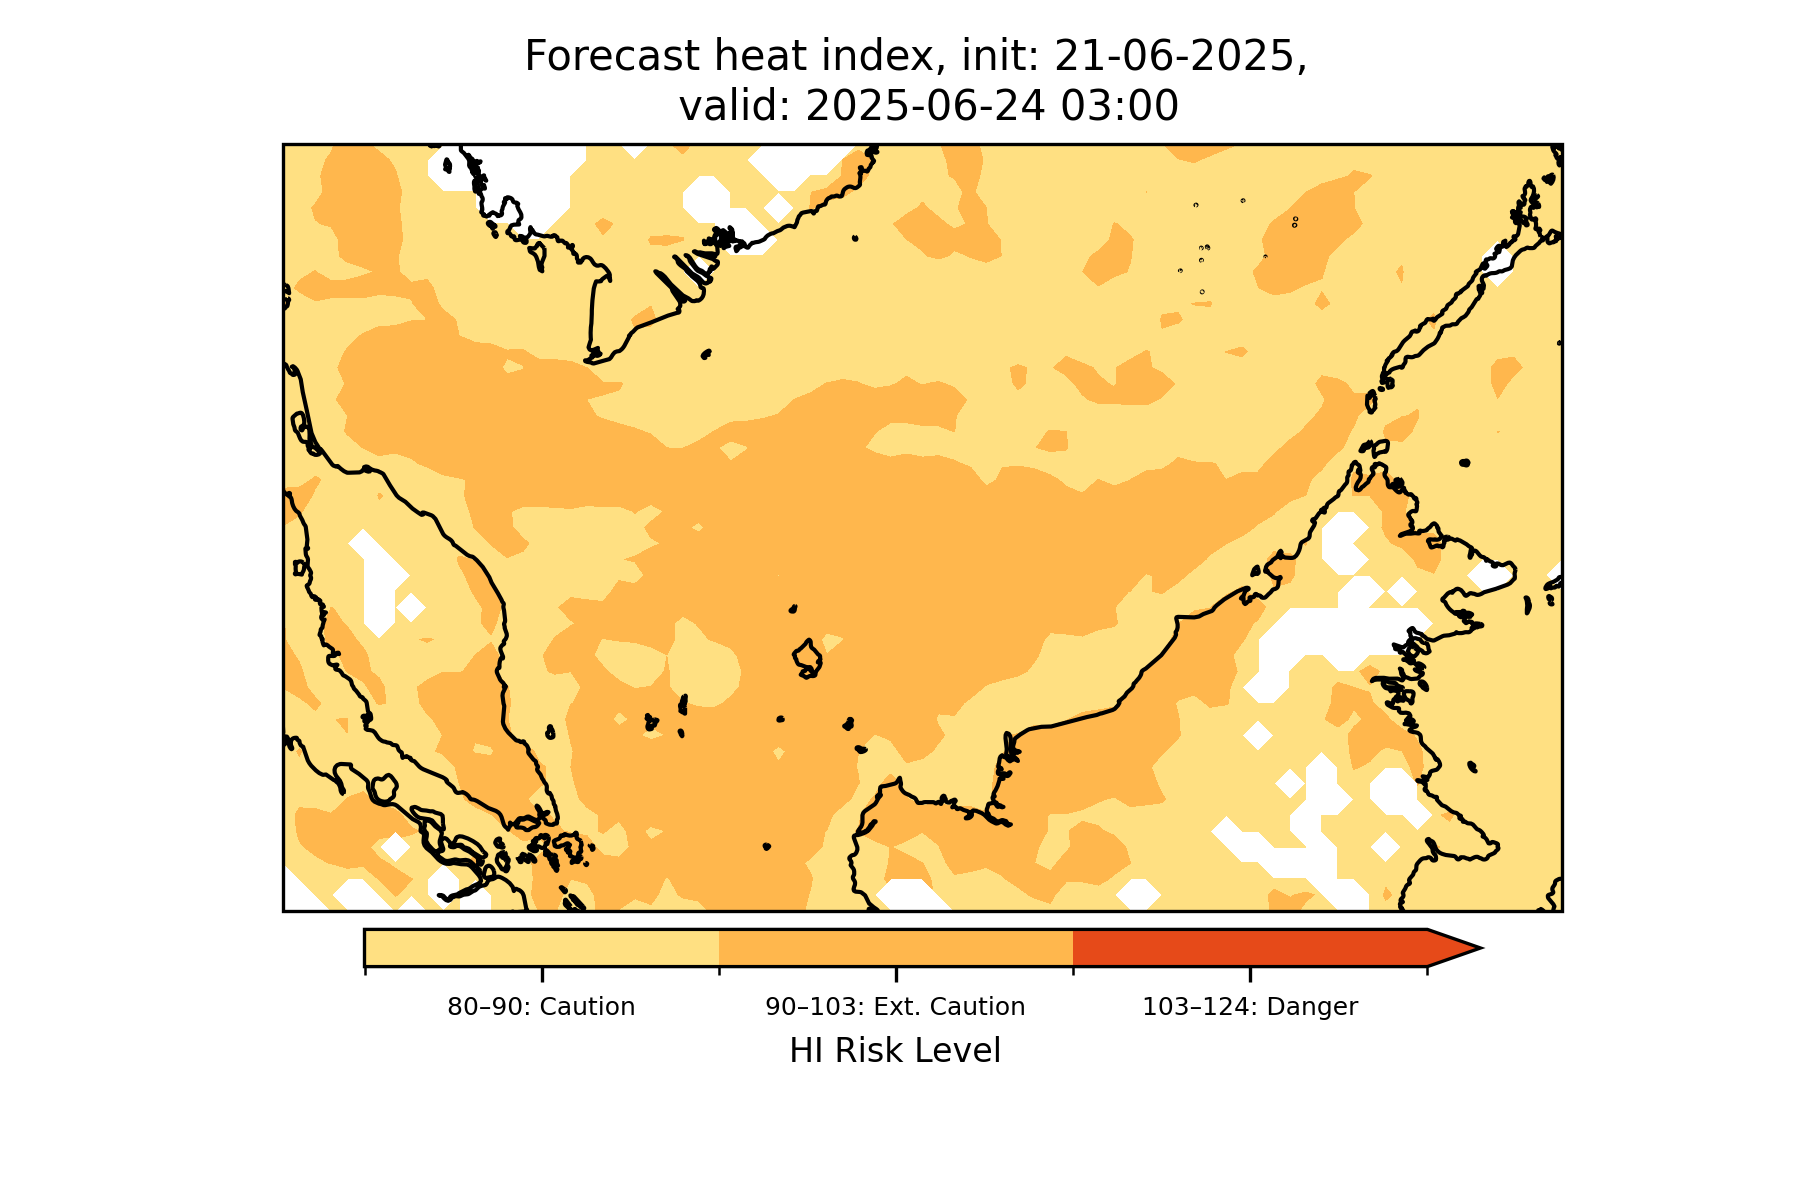 Forecast heat index, init: 21-06-2025,
valid: 2025-06-24 03:00
80–90: Caution
90–103: Ext. Caution
103–124: Danger
HI Risk Level